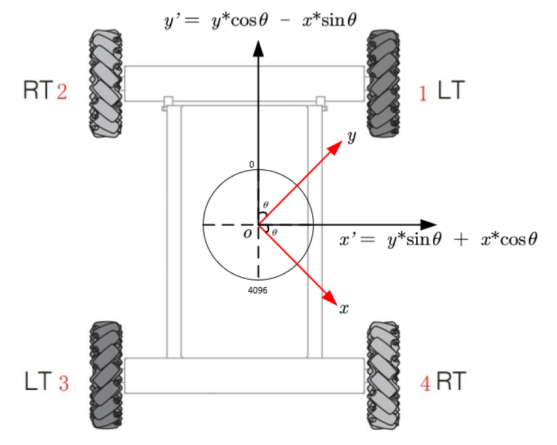 y’= y*cosθ - x*sinθ
RT 2
1 LT
y
0
θ
O
θ
x’= y*sinθ + x*cosθ
4096
x
LT 3
4 RT